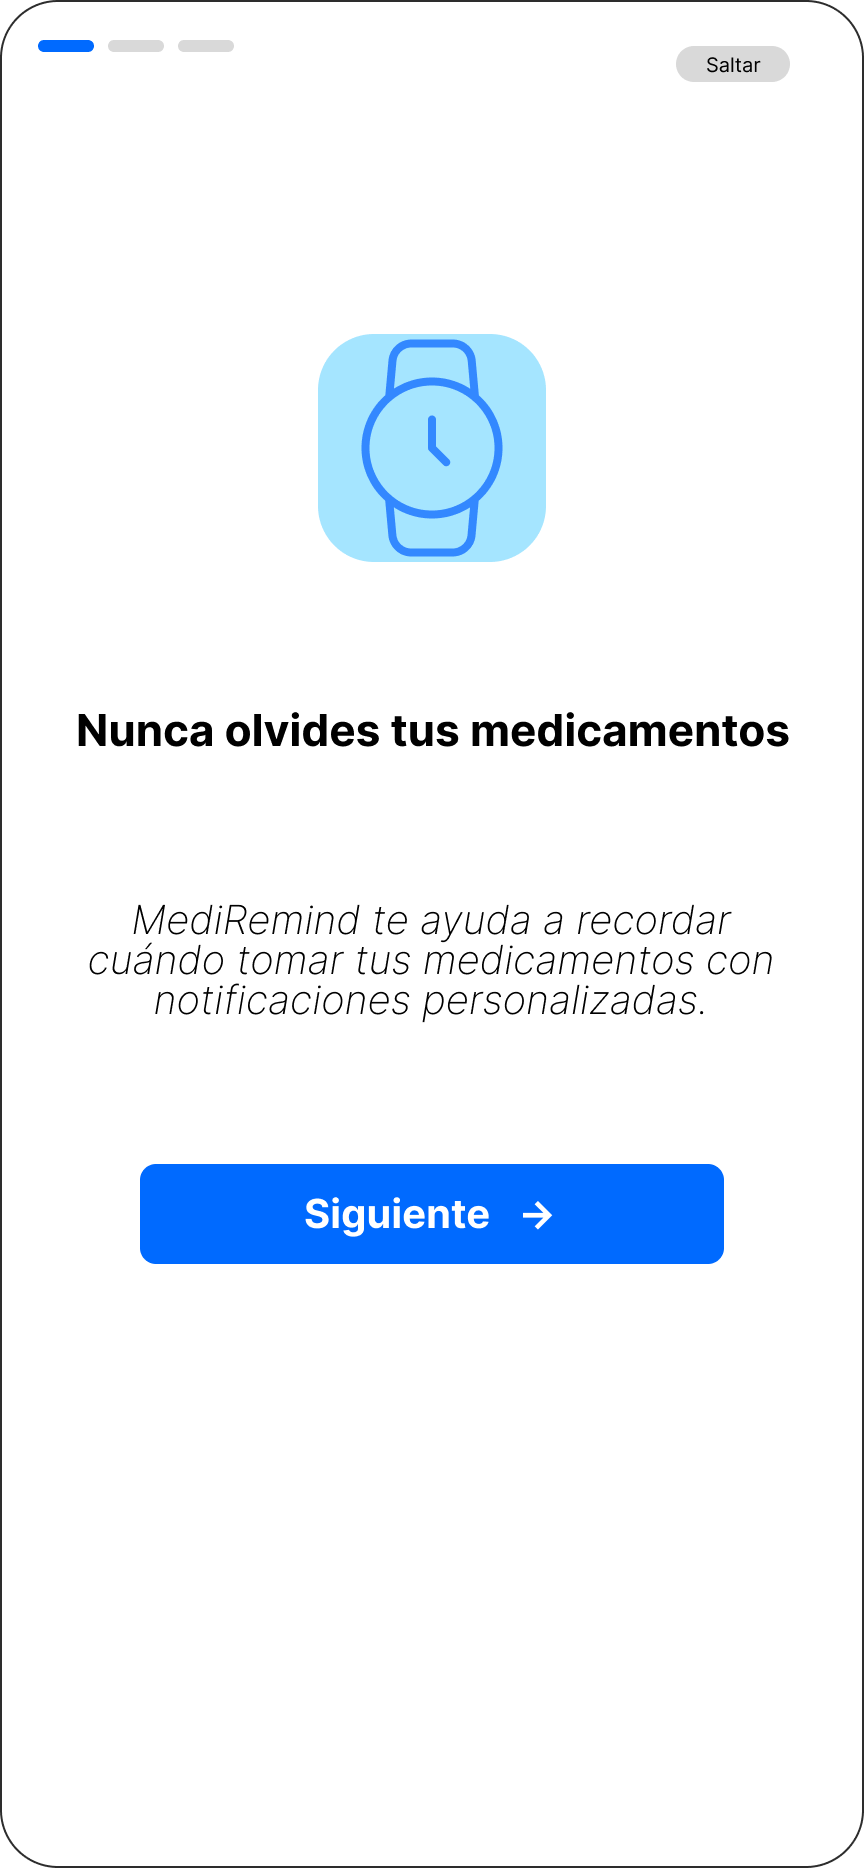 Saltar
Nunca olvides tus medicamentos
MediRemind te ayuda a recordar
cuándo tomar tus medicamentos con
notificaciones personalizadas.
Siguiente →